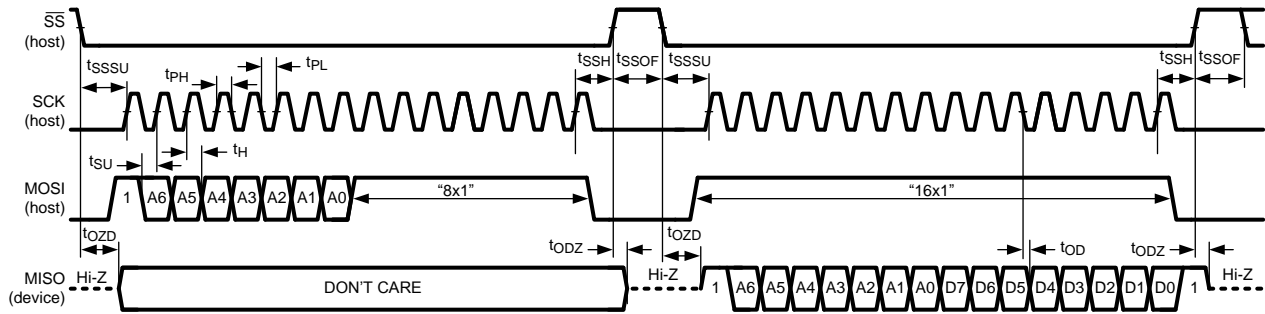 SS
(host)
tSSSU tPH tPL tSSH tSSOF tSSSU tSSH tSSOF
SCK
(host)
tSU tH
MOSI
(host)
1 A6 A5 A4 A3 A2 A1 A0 “8x1” “16x1”
tOZD tODZ tOZD tOD tODZ
MISO
(device)
Hi-Z DON'T CARE Hi-Z 1 A6 A5 A4 A3 A2 A1 A0 D7 D6 D5 D4 D3 D2 D1 D0 1 Hi-Z